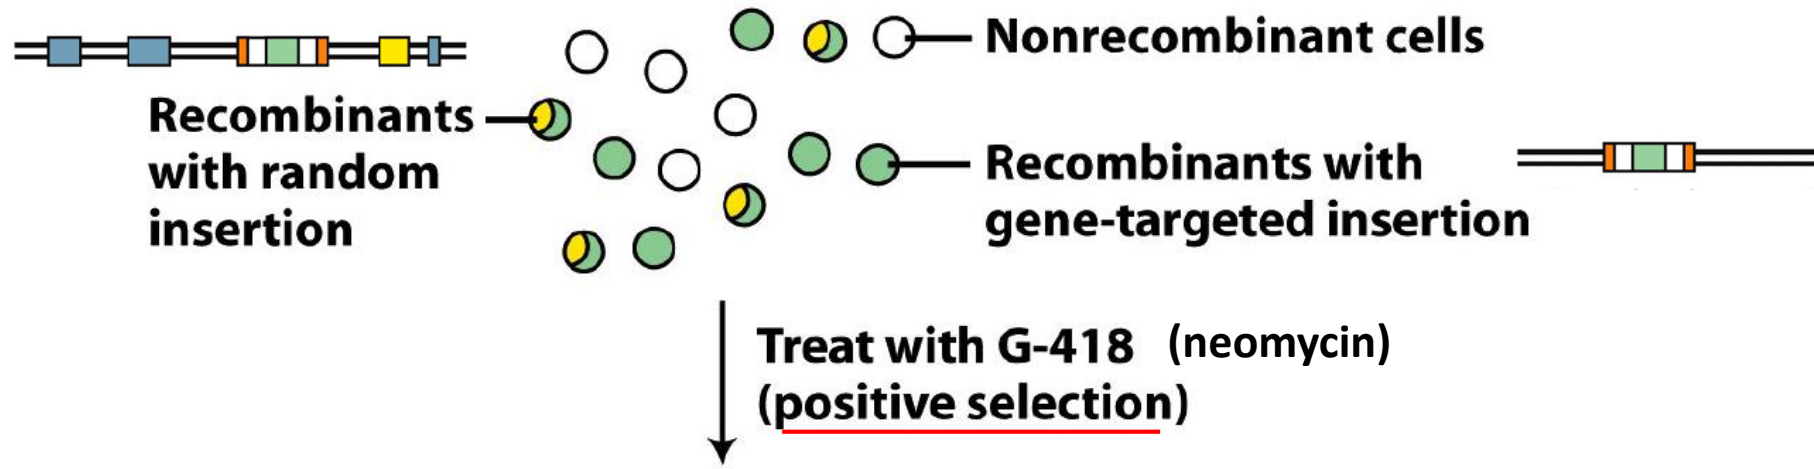 Nonrecombinant cells
Recombinants
with random
insertion
Recombinants with
gene-targeted insertion
Treat with G-418 (neomycin)
(positive selection)